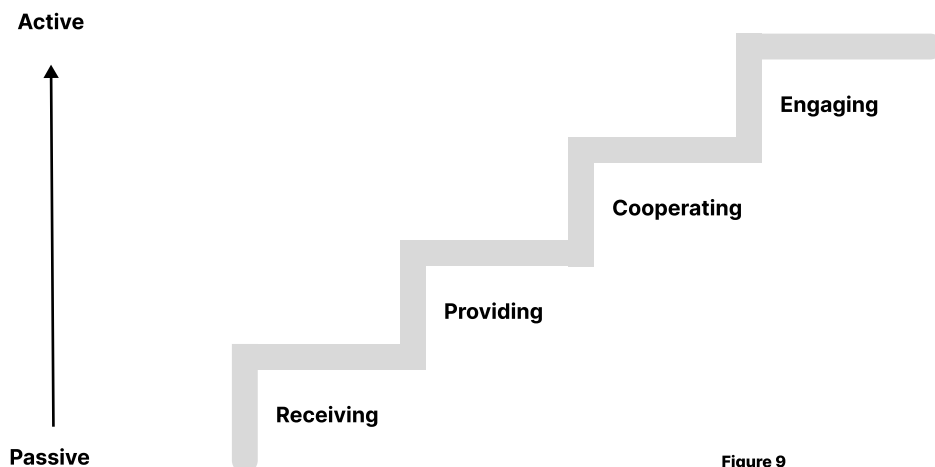 Active
Engaging
Cooperating
Providing
Receiving
Passive
Figure 9